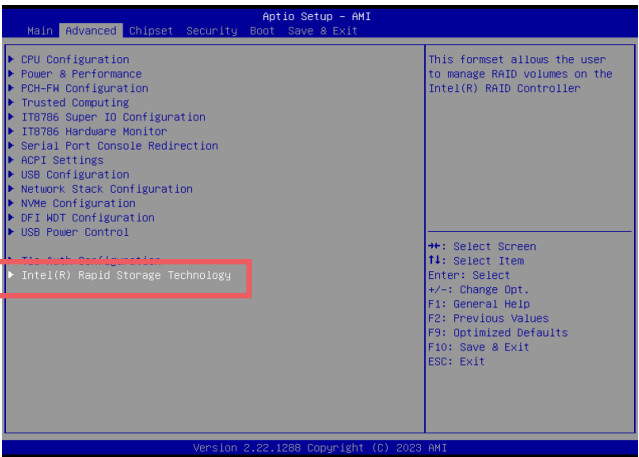 Aptio Setup - AMI
Main Advanced Chipset Security Boot Save & Exit
CPU Configuration
Power & Performance
PCH-FW Configuration
Trusted Computing
IT8786 Super IO Configuration
IT8786 Hardware Monitor
Serial Port Console Redirection
ACPI Settings
USB Configuration
Network Stack Configuration
NVMe Configuration
DFI WDT Configuration
USB Power Control
Tls Auth Configuration
Intel(R) Rapid Storage Technology
This formset allows the user
to manage RAID volumes on the
Intel(R) RAID Controller
→←: Select Screen
↑↓: Select Item
Enter: Select
+/-: Change Opt.
F1: General Help
F2: Previous Values
F9: Optimized Defaults
F10: Save & Exit
ESC: Exit
Version 2.22.1288 Copyright (C) 2023 AMI